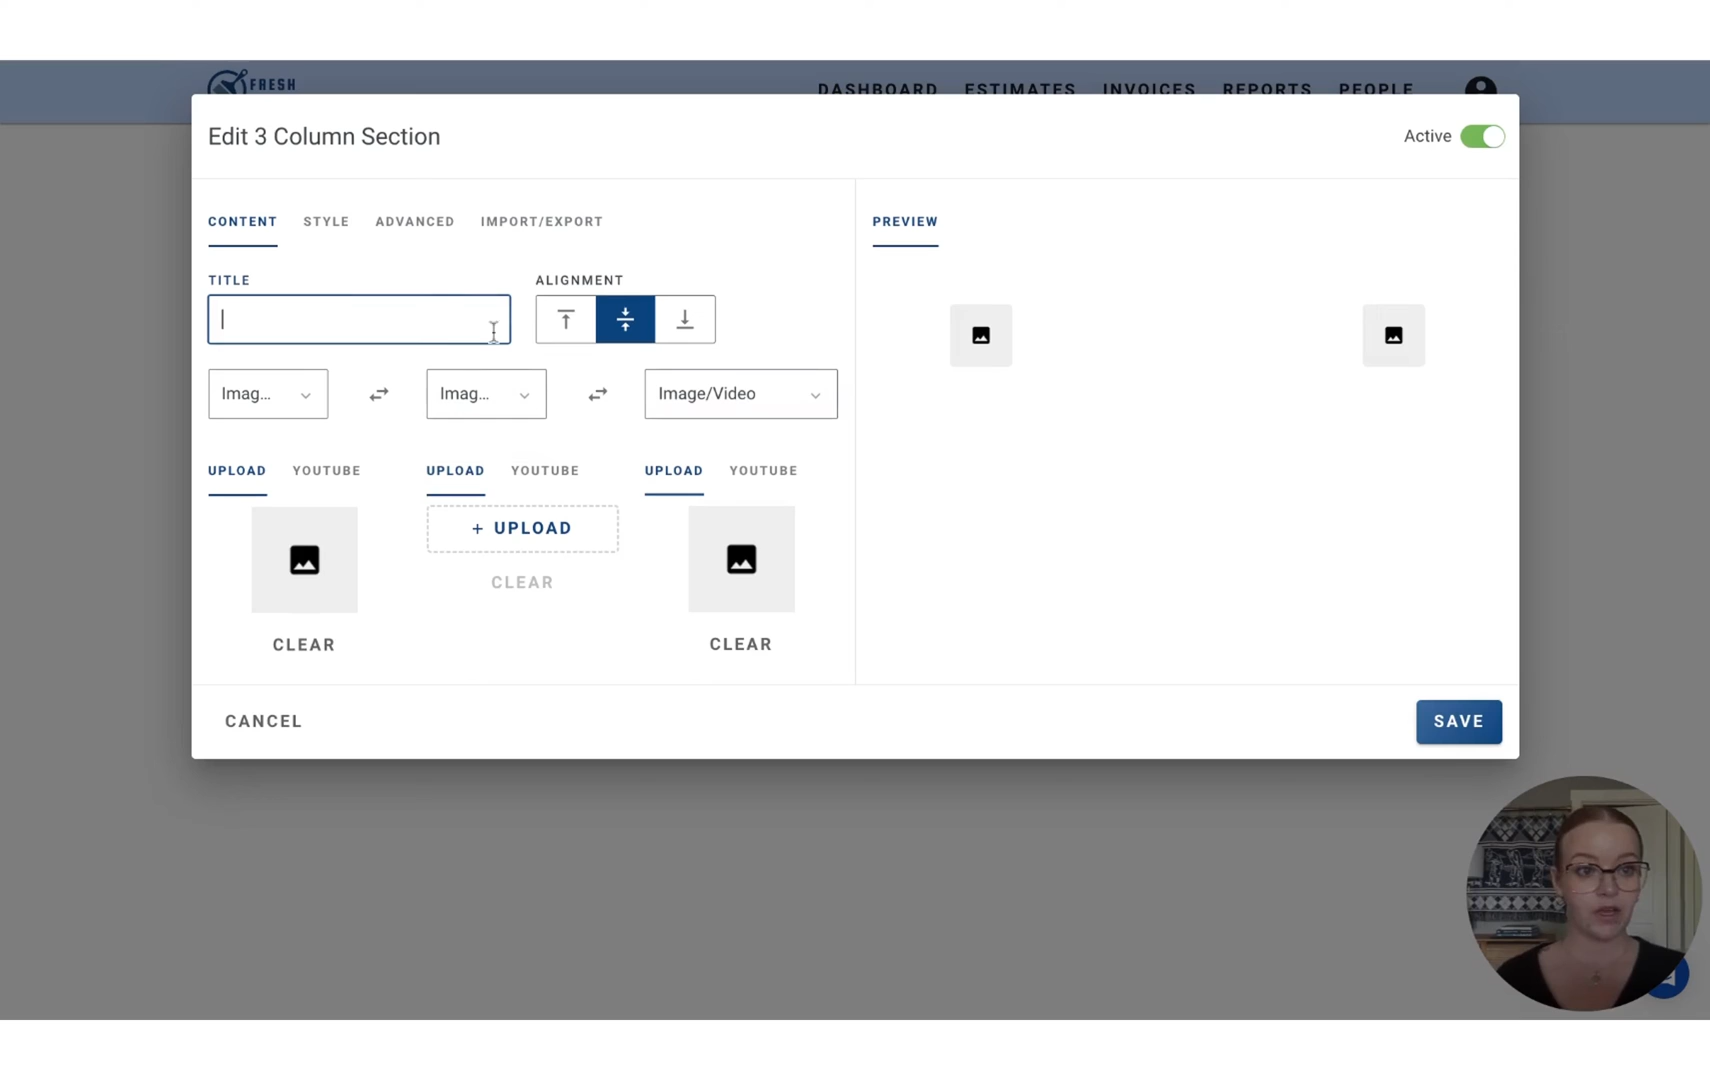 FRESH
DASHBOARD ESTIMATES INVOICES REPORTS PEOPLE
Edit 3 Column Section
Active
CONTENT STYLE ADVANCED IMPORT/EXPORT
PREVIEW
TITLE
ALIGNMENT
Imag...
Imag...
Image/Video
UPLOAD YOUTUBE
UPLOAD YOUTUBE
UPLOAD YOUTUBE
+ UPLOAD
CLEAR
CLEAR
CLEAR
CANCEL
SAVE